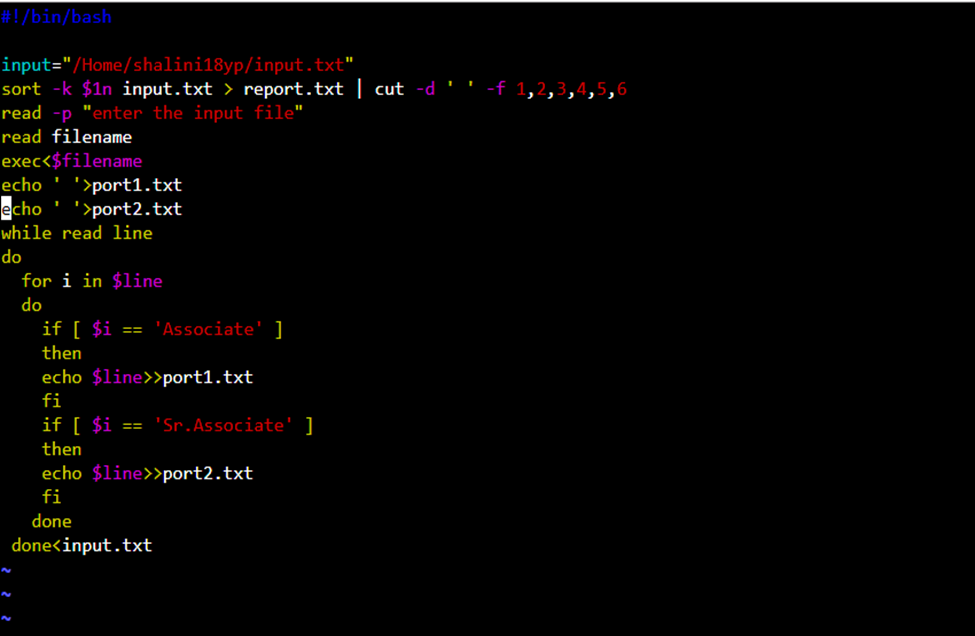 #!/bin/bash
input="/Home/shalini18yp/input.txt"
sort -k $1n input.txt > report.txt | cut -d ' ' -f 1,2,3,4,5,6
read -p "enter the input file"
read filename
exec<$filename
echo ' '>port1.txt
echo ' '>port2.txt
while read line
do
  for i in $line
  do
    if [ $i == 'Associate' ]
    then
    echo $line>>port1.txt
    fi
    if [ $i == 'Sr.Associate' ]
    then
    echo $line>>port2.txt
    fi
   done
 done<input.txt
~
~
~